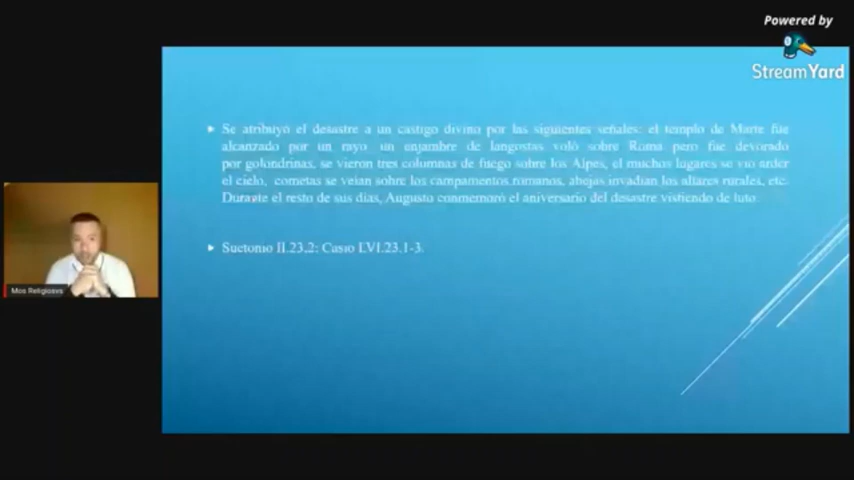 Powered by
StreamYard
Se atribuyó el desastre a un castigo divino por las siguientes señales: el templo de Marte fue
alcanzado por un rayo un enjambre de langostas voló sobre Roma pero fue devorado
por golondrinas, se vieron tres columnas de fuego sobre los Alpes, el muchos lugares se vio arder
el cielo, cometas se veían sobre los campamentos romanos, abejas invadían los altares rurales, etc.
Durante el resto de sus días, Augusto conmemoró el aniversario del desastre vistiendo de luto
Suetonio II.23.2; Casio LVI.23.1-3.
Mos Religiosvs